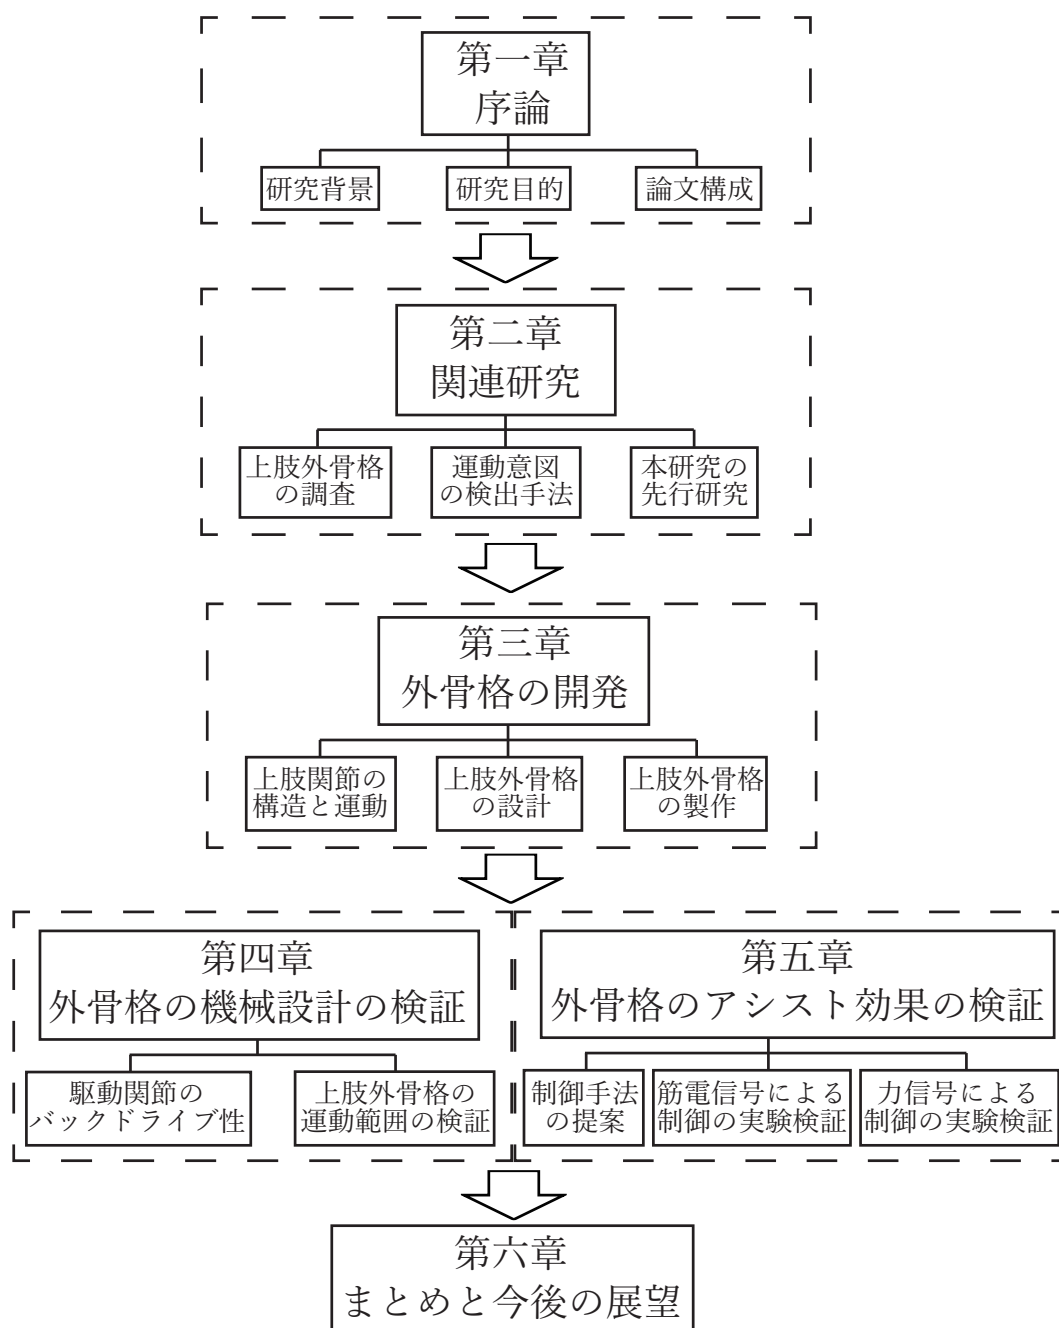 第一章
序論
研究背景
研究目的
論文構成
第二章
関連研究
上肢外骨格
の調査
運動意図
の検出手法
本研究の
先行研究
第三章
外骨格の開発
上肢関節の
構造と運動
上肢外骨格
の設計
上肢外骨格
の製作
第四章
外骨格の機械設計の検証
駆動関節の
バックドライブ性
上肢外骨格の
運動範囲の検証
第五章
外骨格のアシスト効果の検証
制御手法
の提案
筋電信号による
制御の実験検証
力信号による
制御の実験検証
第六章
まとめと今後の展望